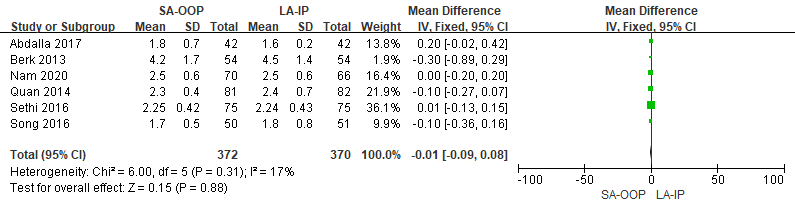 SA-OOP LA-IP Mean Difference Mean Difference
Study or Subgroup Mean SD Total Mean SD Total Weight IV, Fixed, 95% CI IV, Fixed, 95% CI
Abdalla 2017 1.8 0.7 42 1.6 0.2 42 13.8% 0.20 [-0.02, 0.42]
Berk 2013 4.2 1.7 54 4.5 1.4 54 1.9% -0.30 [-0.89, 0.29]
Nam 2020 2.5 0.6 70 2.5 0.6 66 16.4% 0.00 [-0.20, 0.20]
Quan 2014 2.3 0.4 81 2.4 0.7 82 21.9% -0.10 [-0.27, 0.07]
Sethi 2016 2.25 0.42 75 2.24 0.43 75 36.1% 0.01 [-0.13, 0.15]
Song 2016 1.7 0.5 50 1.8 0.8 51 9.9% -0.10 [-0.36, 0.16]
Total (95% CI) 372 370 100.0% -0.01 [-0.09, 0.08]
Heterogeneity: Chi² = 6.00, df = 5 (P = 0.31); I² = 17%
Test for overall effect: Z = 0.15 (P = 0.88)
-100 -50 0 50 100
SA-OOP LA-IP